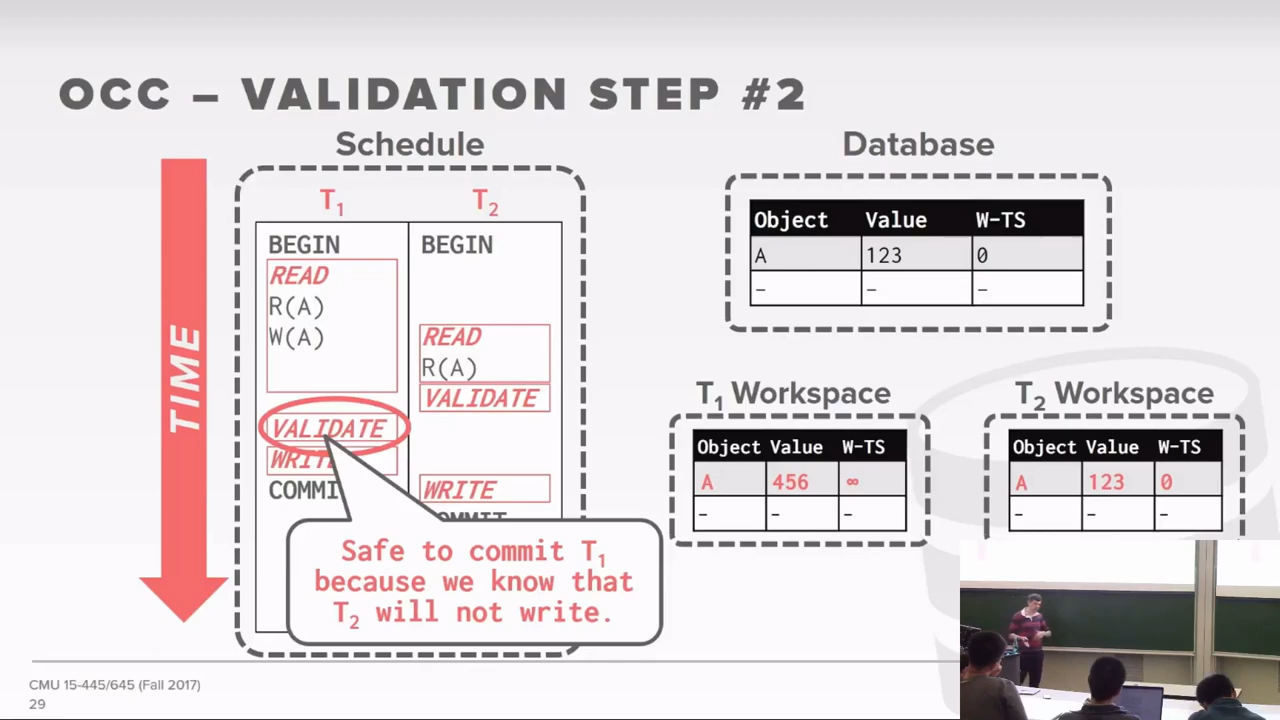 OCC – VALIDATION STEP #2
Schedule
T1 T2
BEGIN
READ
R(A)
W(A)
VALIDATE
WRITE
COMMI
BEGIN
READ
R(A)
VALIDATE
WRITE
COMMIT
TIME
Safe to commit T1
because we know that
T2 will not write.
Database
Object Value W-TS
A 123 0
– – –
T1 Workspace
Object Value W-TS
A 456 ∞
– – –
T2 Workspace
Object Value W-TS
A 123 0
– – –
CMU 15-445/645 (Fall 2017)
29